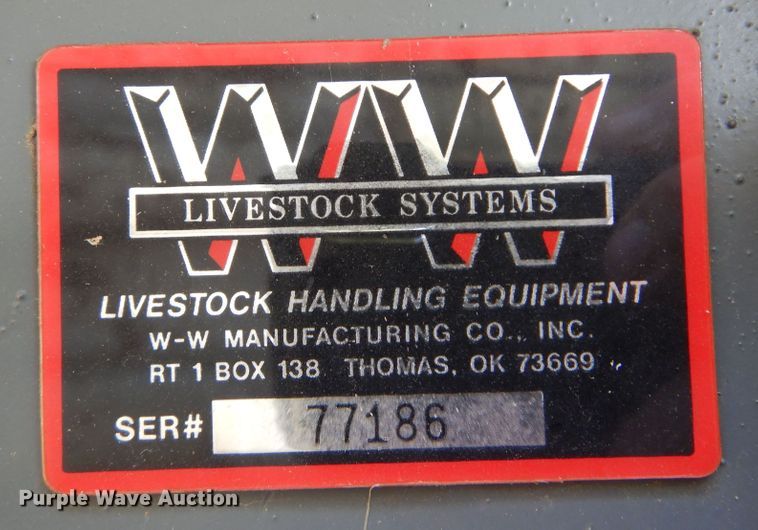 WW
LIVESTOCK SYSTEMS
LIVESTOCK HANDLING EQUIPMENT
W-W MANUFACTURING CO., INC.
RT 1 BOX 138 THOMAS, OK 73669
SER# 77186
Purple Wave Auction